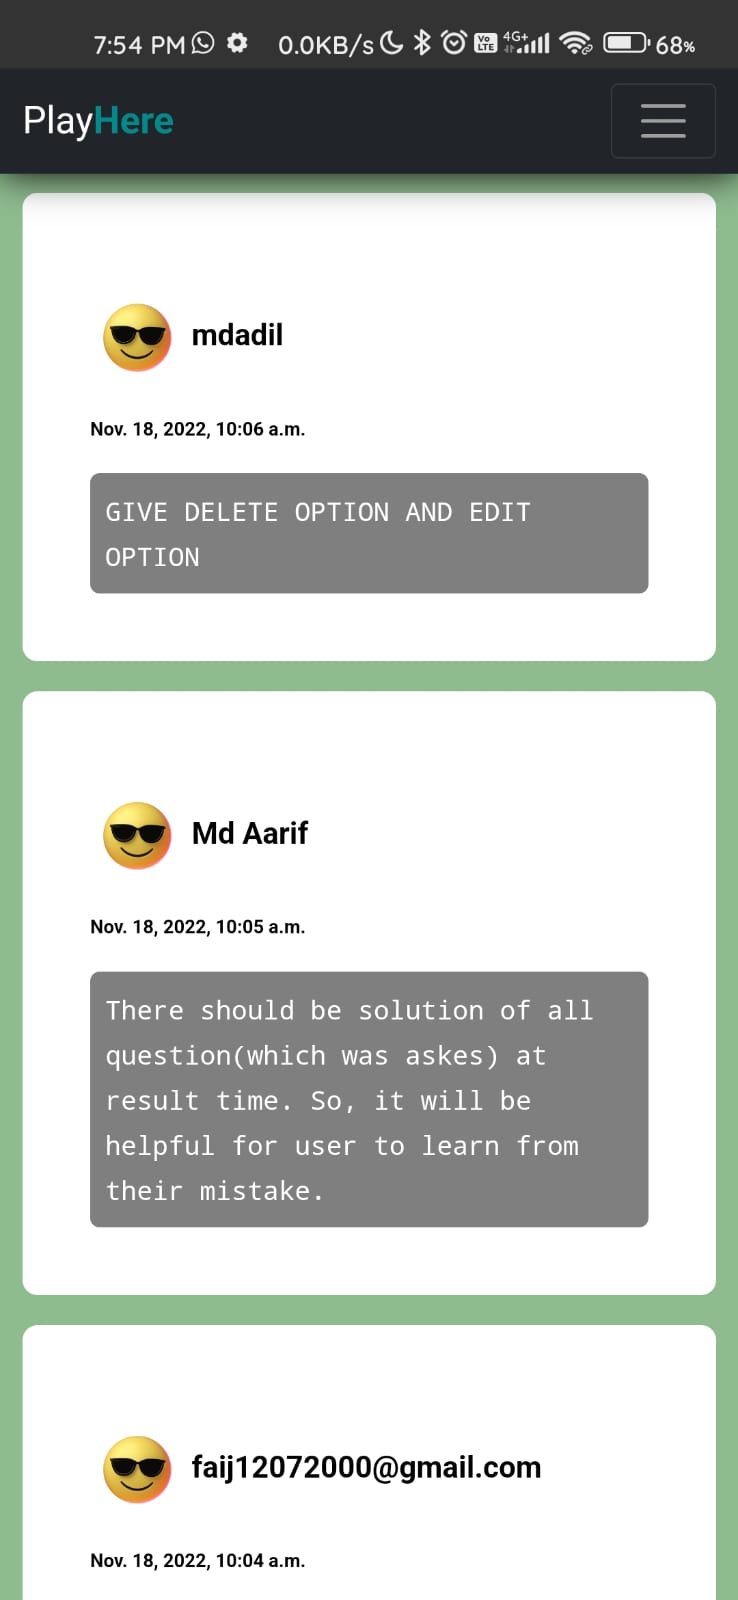 7:54 PM 0.0KB/s Vo LTE 4G+ 68%
PlayHere
mdadil
Nov. 18, 2022, 10:06 a.m.
GIVE DELETE OPTION AND EDIT
OPTION
Md Aarif
Nov. 18, 2022, 10:05 a.m.
There should be solution of all
question(which was askes) at
result time. So, it will be
helpful for user to learn from
their mistake.
faij12072000@gmail.com
Nov. 18, 2022, 10:04 a.m.